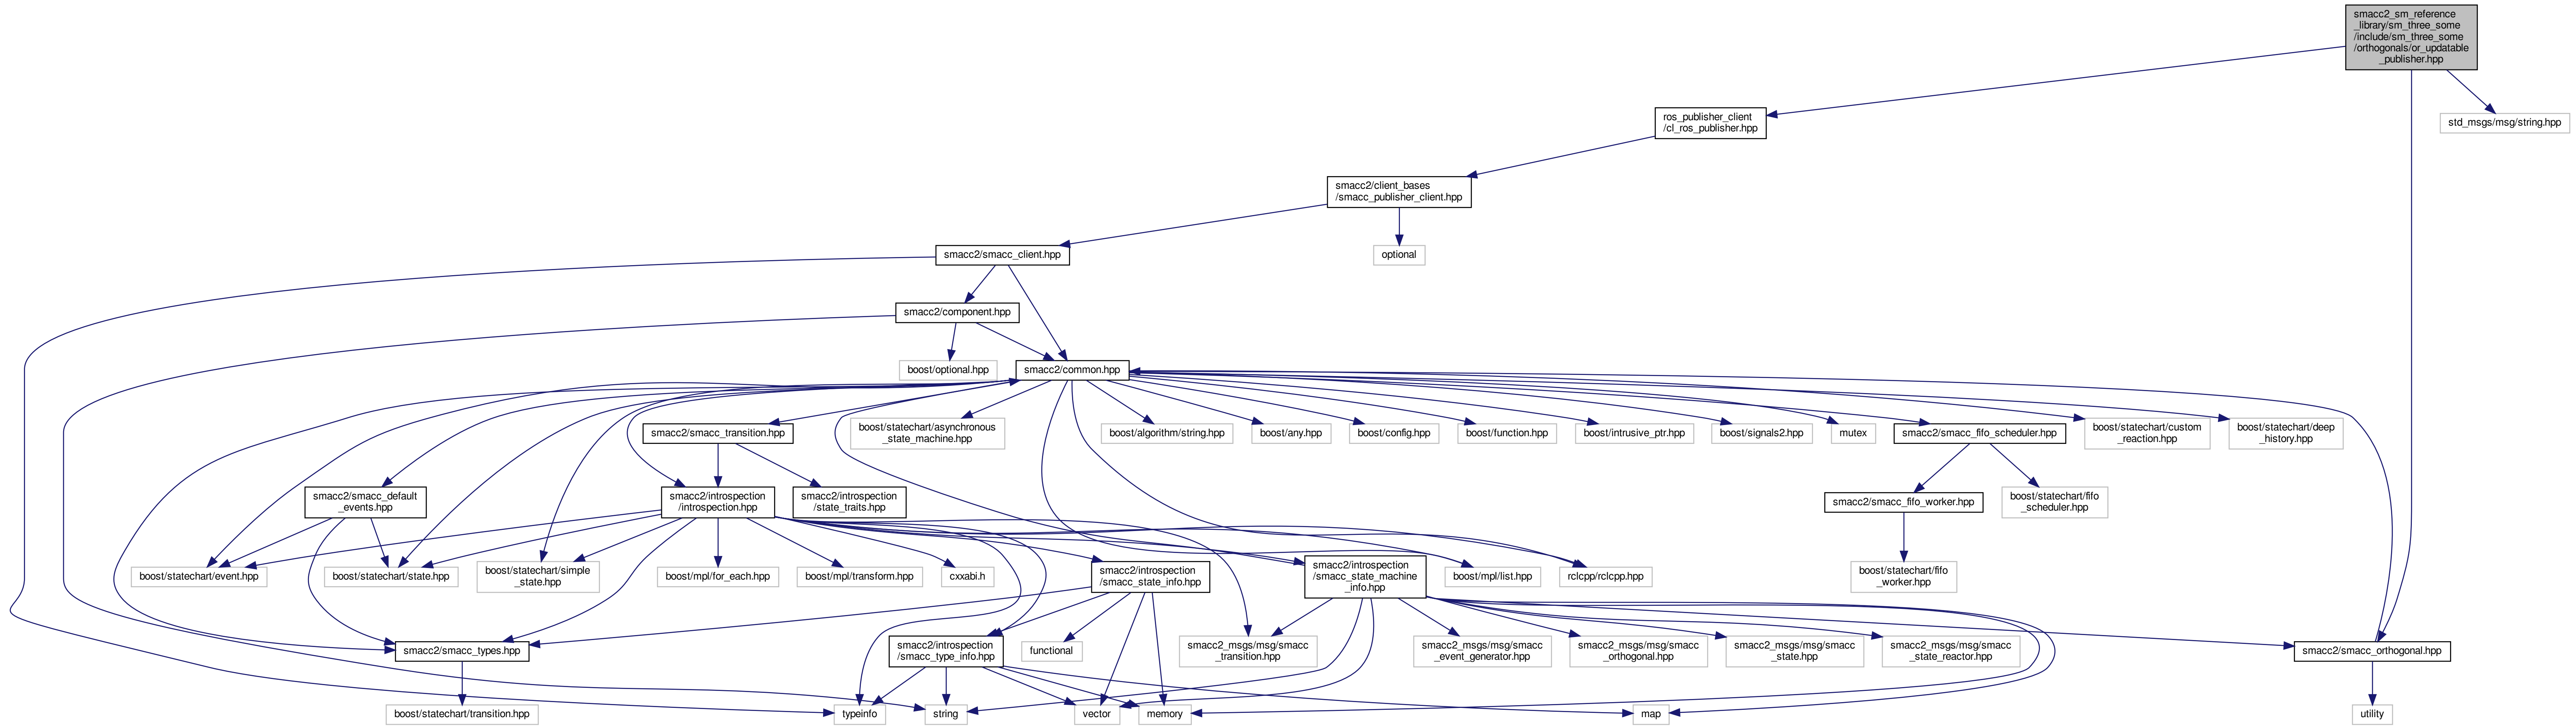 smacc2_sm_reference
_library/sm_three_some
/include/sm_three_some
/orthogonals/or_updatable
_publisher.hpp
ros_publisher_client
/cl_ros_publisher.hpp
std_msgs/msg/string.hpp
smacc2/client_bases
/smacc_publisher_client.hpp
smacc2/smacc_client.hpp
optional
smacc2/component.hpp
boost/optional.hpp
smacc2/common.hpp
smacc2/smacc_transition.hpp
boost/statechart/asynchronous
_state_machine.hpp
boost/algorithm/string.hpp
boost/any.hpp
boost/config.hpp
boost/function.hpp
boost/intrusive_ptr.hpp
boost/signals2.hpp
mutex
smacc2/smacc_fifo_scheduler.hpp
boost/statechart/custom
_reaction.hpp
boost/statechart/deep
_history.hpp
smacc2/smacc_default
_events.hpp
smacc2/introspection
/introspection.hpp
smacc2/introspection
/state_traits.hpp
smacc2/smacc_fifo_worker.hpp
boost/statechart/fifo
_scheduler.hpp
boost/statechart/event.hpp
boost/statechart/state.hpp
boost/statechart/simple
_state.hpp
boost/mpl/for_each.hpp
boost/mpl/transform.hpp
cxxabi.h
smacc2/introspection
/smacc_state_info.hpp
smacc2/introspection
/smacc_state_machine
_info.hpp
boost/mpl/list.hpp
rclcpp/rclcpp.hpp
boost/statechart/fifo
_worker.hpp
smacc2/smacc_types.hpp
smacc2/introspection
/smacc_type_info.hpp
functional
smacc2_msgs/msg/smacc
_transition.hpp
smacc2_msgs/msg/smacc
_event_generator.hpp
smacc2_msgs/msg/smacc
_orthogonal.hpp
smacc2_msgs/msg/smacc
_state.hpp
smacc2_msgs/msg/smacc
_state_reactor.hpp
smacc2/smacc_orthogonal.hpp
boost/statechart/transition.hpp
typeinfo
string
vector
memory
map
utility